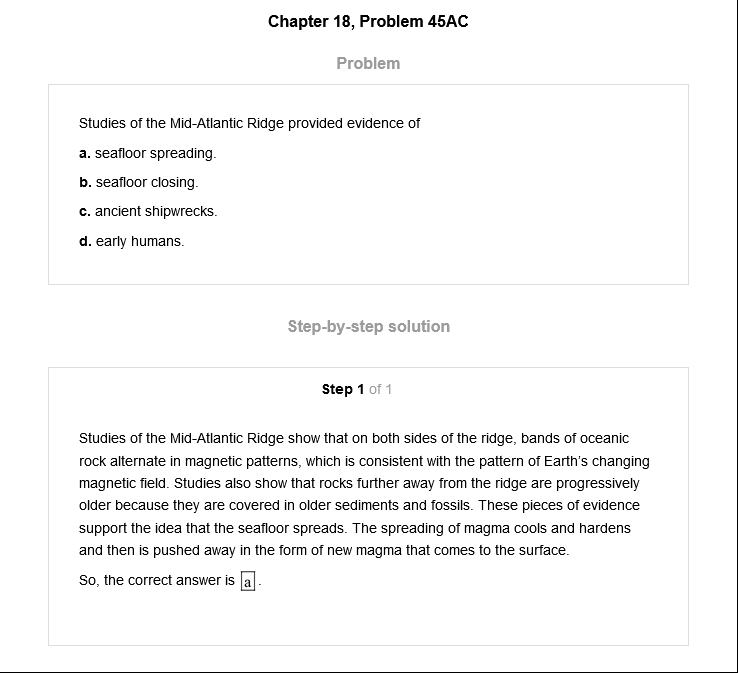 Chapter 18, Problem 45AC
Problem
Studies of the Mid-Atlantic Ridge provided evidence of
a. seafloor spreading.
b. seafloor closing.
c. ancient shipwrecks.
d. early humans.
Step-by-step solution
Step 1 of 1
Studies of the Mid-Atlantic Ridge show that on both sides of the ridge, bands of oceanic
rock alternate in magnetic patterns, which is consistent with the pattern of Earth's changing
magnetic field. Studies also show that rocks further away from the ridge are progressively
older because they are covered in older sediments and fossils. These pieces of evidence
support the idea that the seafloor spreads. The spreading of magma cools and hardens
and then is pushed away in the form of new magma that comes to the surface.
So, the correct answer is a.